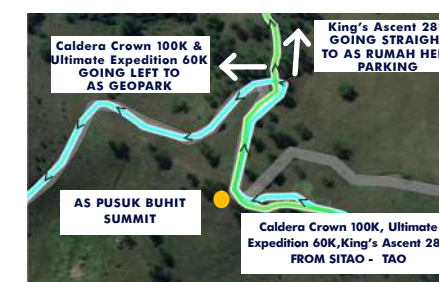 Caldera Crown 100K &
Ultimate Expedition 60K
GOING LEFT TO
AS GEOPARK
King's Ascent 28
GOING STRAIGH
TO AS RUMAH HE
PARKING
AS PUSUK BUHIT
SUMMIT
Caldera Crown 100K, Ultimate
Expedition 60K,King's Ascent 28
FROM SITAO - TAO